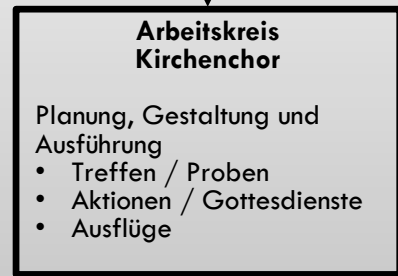 Arbeitskreis
Kirchenchor
Planung, Gestaltung und
Ausführung
• Treffen / Proben
• Aktionen / Gottesdienste
• Ausflüge